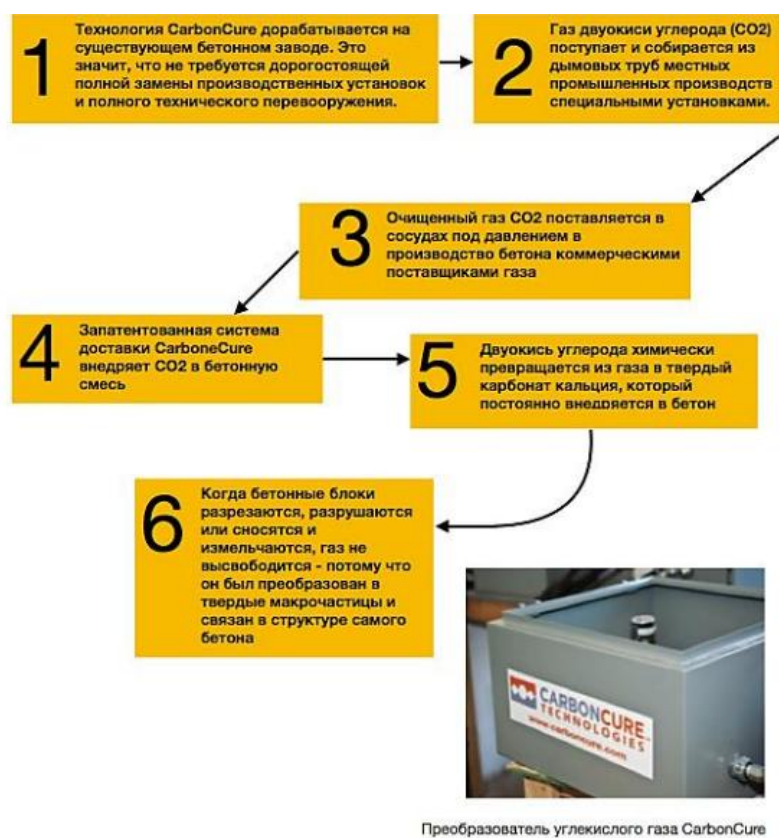 1
Технология CarbonCure дорабатывается на
существующем бетонном заводе. Это
значит, что не требуется дорогостоящей
полной замены производственных установок
и полного технического перевооружения.
2
Газ двуокиси углерода (CO2)
поступает и собирается из
дымовых труб местных
промышленных производств
специальными установками.
3
Очищенный газ CO2 поставляется в
сосудах под давлением в
производство бетона коммерческими
поставщиками газа
4
Запатентованная система
доставки CarboneCure
внедряет CO2 в бетонную
смесь
5
Двуокись углерода химически
превращается из газа в твердый
карбонат кальция, который
постоянно внедряется в бетон
6
Когда бетонные блоки
разрезаются, разрушаются
или сносятся и
измельчаются, газ не
высвободится - потому что
он был преобразован в
твердые макрочастицы и
связан в структуре самого
бетона
CARBONCURE
TECHNOLOGIES
www.carboncure.com
Преобразователь углекислого газа CarbonCure